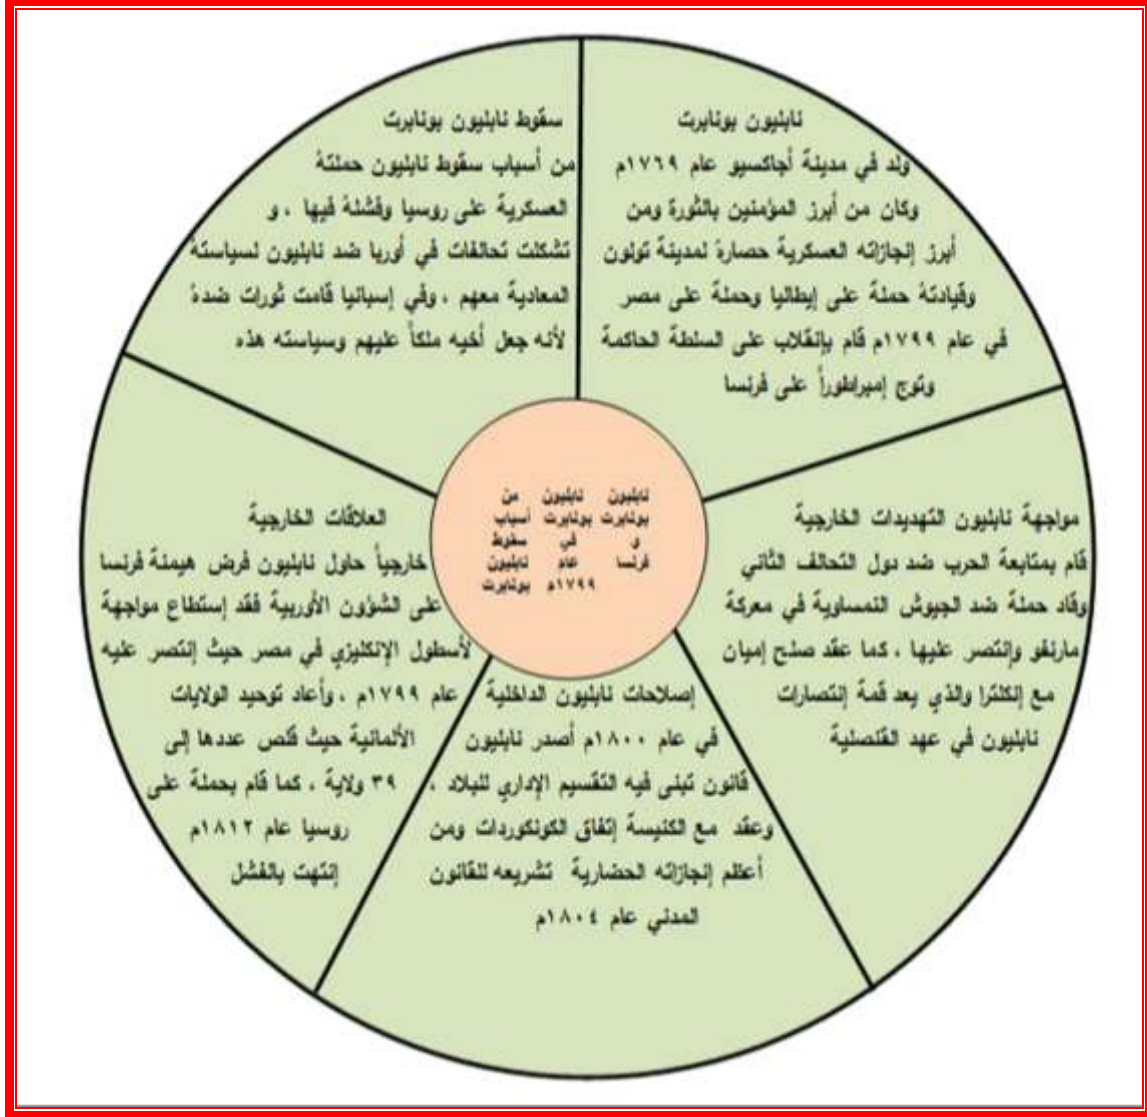 نابليون بونابرت
ولد في مدينة أجاكسيو عام ١٧٦٩م
وكان من أبرز المؤمنين بالثورة ومن
أبرز إنجازاته العسكرية حصارة لمدينة تولون
وقيادتة حملة على إيطاليا وحملة على مصر
في عام ١٧٩٩م قام بإنقلاب على السلطة الحاكمة
وتوج إمبراطوراً على فرنسا
مواجهة نابليون التهديدات الخارجية
قام بمتابعة الحرب ضد دول التحالف الثاني
وقاد حملة ضد الجيوش النمساوية في معركة
مارنغو وإنتصر عليها ، كما عقد صلح إميان
مع إنكلترا والذي يعد قمة إنتصارات
نابليون في عهد القنصلية
إصلاحات نابليون الداخلية
في عام ١٨٠٠م أصدر نابليون
قانون تبنى فيه التقسيم الإداري للبلاد ،
وعقد مع الكنيسة إتفاق الكونكوردات ومن
أعظم إنجازاته الحضارية تشريعه للقانون
المدني عام ١٨٠٤م
العلاقات الخارجية
خارجياً حاول نابليون فرض هيمنة فرنسا
على الشؤون الأوربية فقد إستطاع مواجهة
لأسطول الإنكليزي في مصر حيث إنتصر عليه
عام ١٧٩٩م ، وأعاد توحيد الولايات
الألمانية حيث قلص عددها إلى
٣٩ ولاية ، كما قام بحملة على
روسيا عام ١٨١٢م
إنتهت بالفشل
سقوط نابليون بونابرت
من أسباب سقوط نابليون حملتة
العسكرية على روسيا وفشلة فيها ، و
تشكلت تحالفات في أوربا ضد نابليون لسياستة
المعادية معهم ، وفي إسبانيا قامت ثورات ضدة
لأنه جعل أخيه ملكاً عليهم وسياسته هذه
نابليون نابليون من
بونابرت بونابرت أسباب
و في سقوط
فرنسا عام نابليون
١٧٩٩م بونابرت